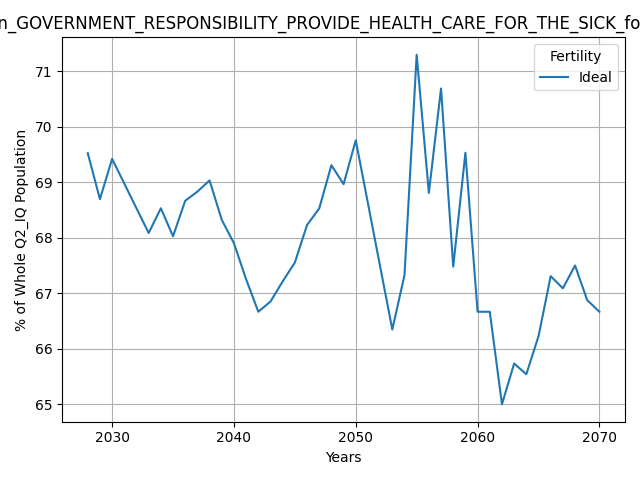 n_GOVERNMENT_RESPONSIBILITY_PROVIDE_HEALTH_CARE_FOR_THE_SICK_fo
Fertility
Ideal
% of Whole Q2_IQ Population
71
70
69
68
67
66
65
2030 2040 2050 2060 2070
Years